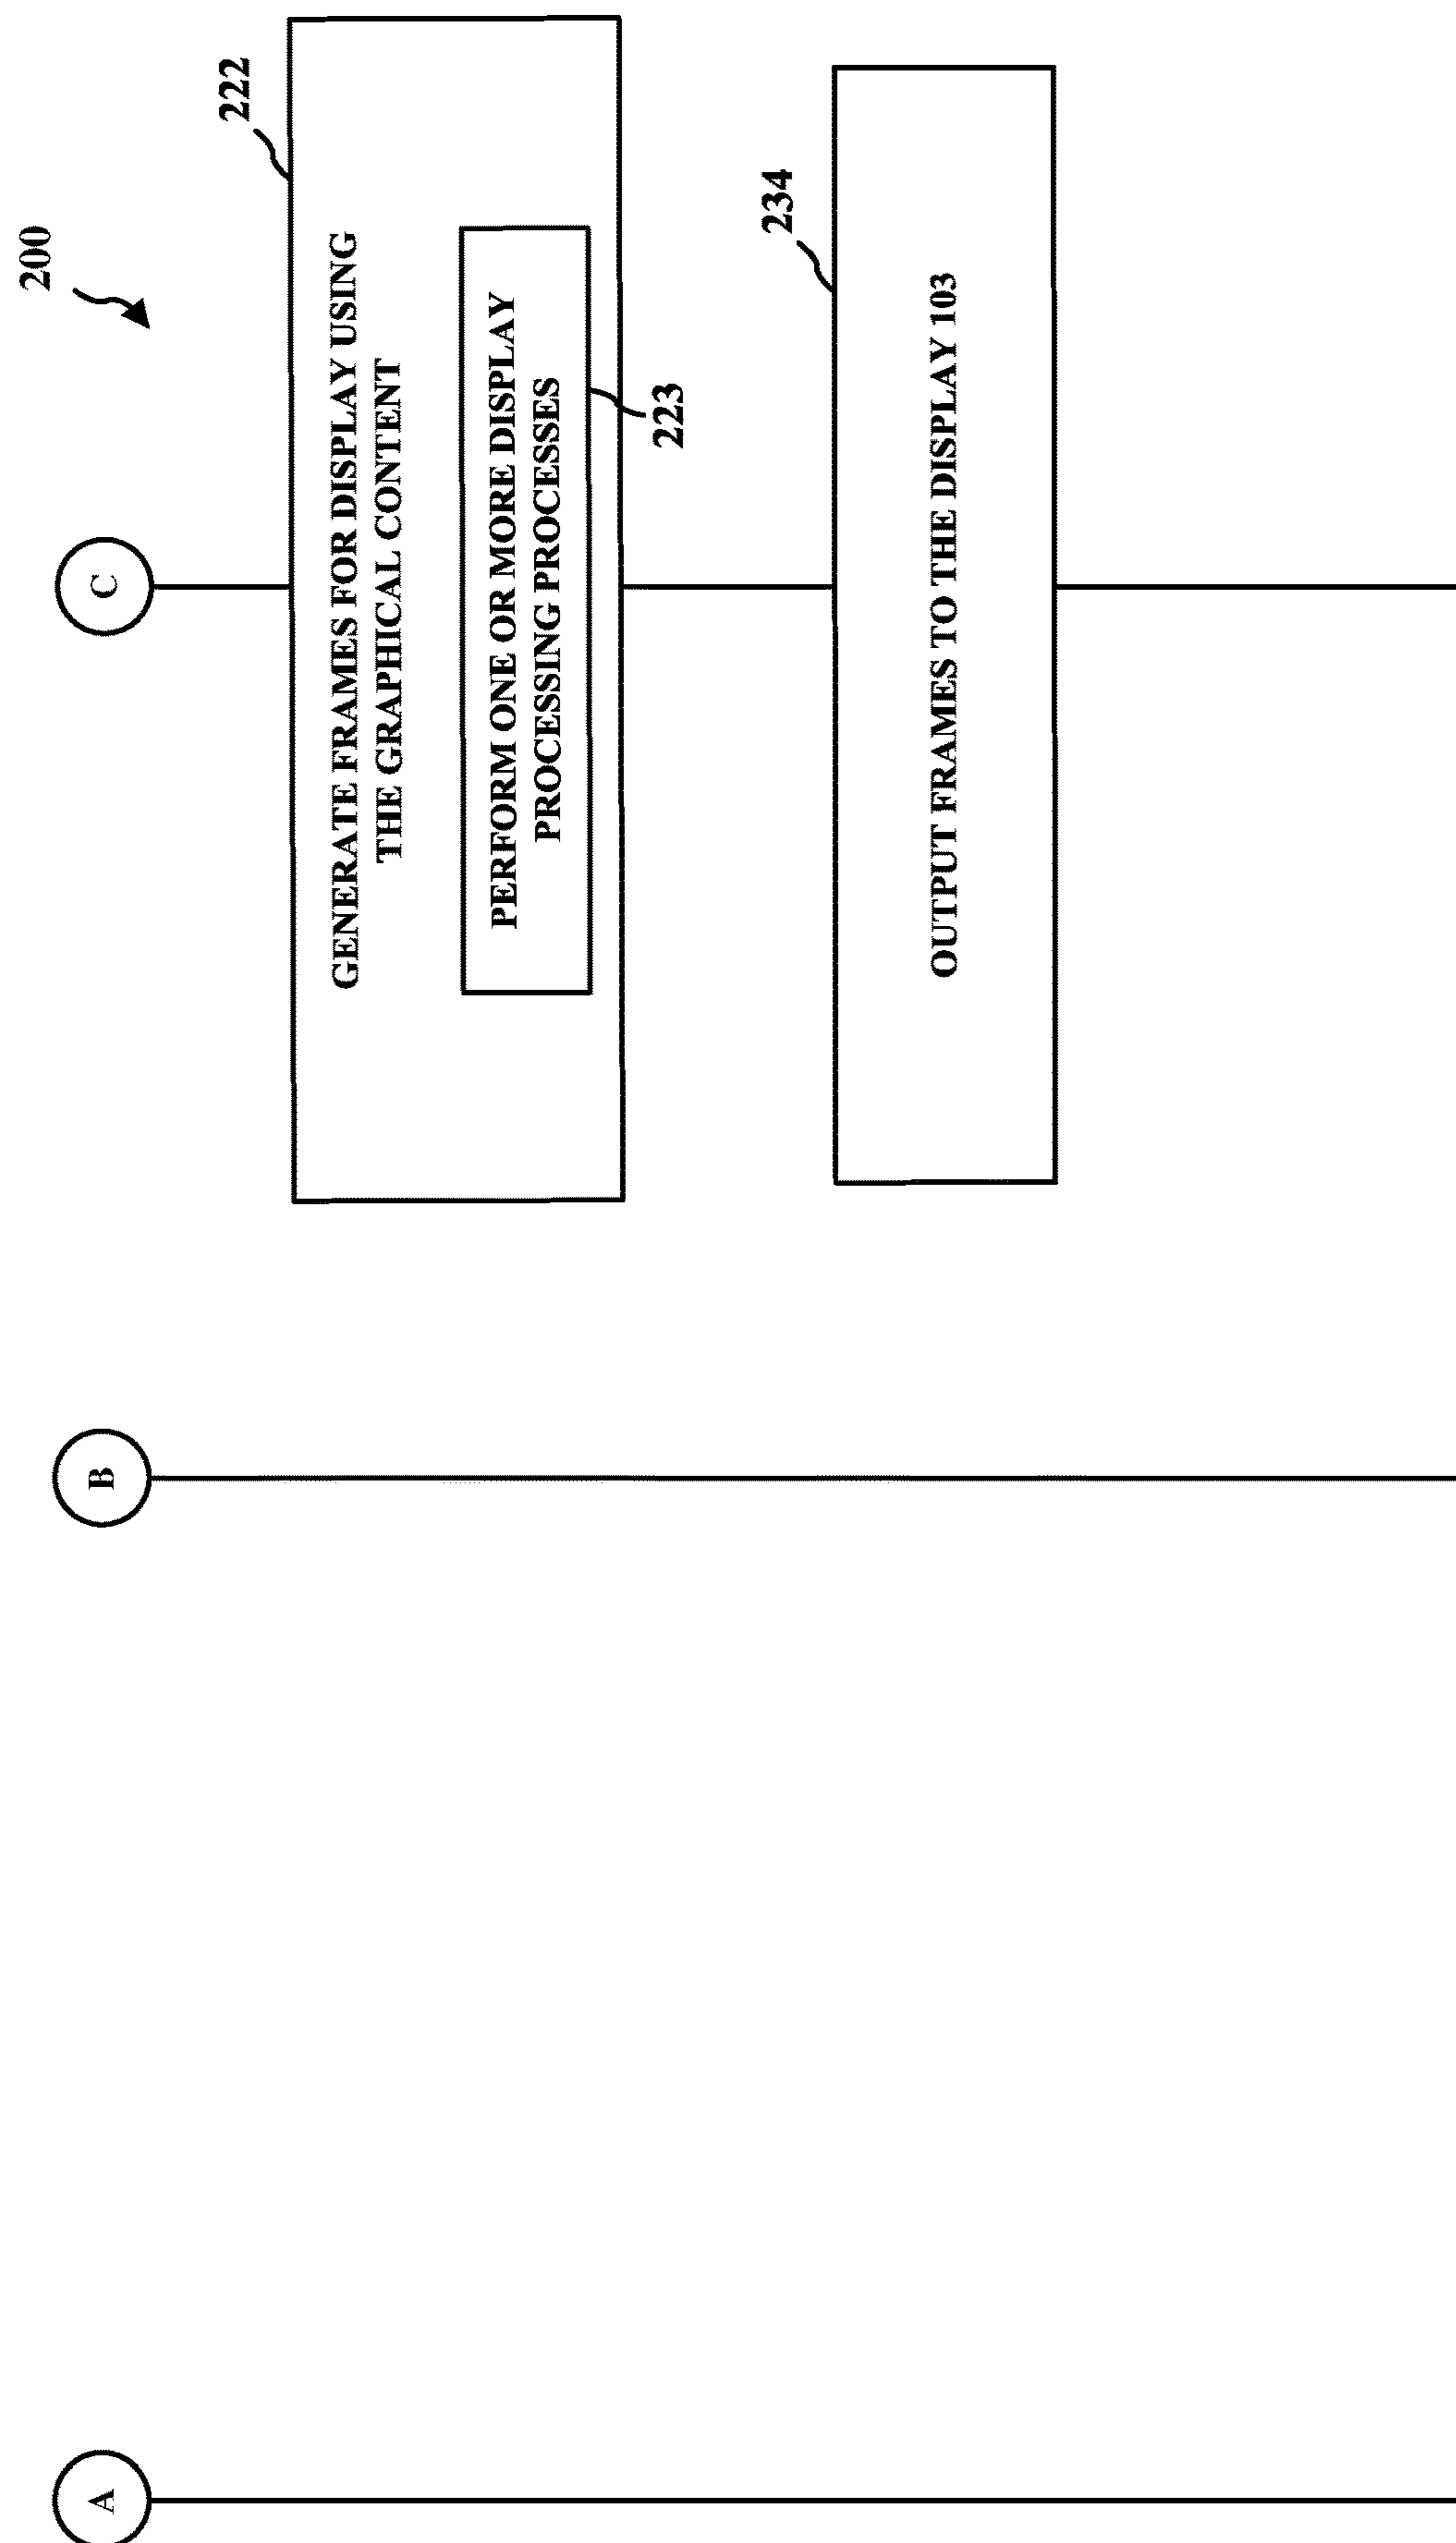 200
A
B
C
222
GENERATE FRAMES FOR DISPLAY USING
THE GRAPHICAL CONTENT
PERFORM ONE OR MORE DISPLAY
PROCESSING PROCESSES
223
234
OUTPUT FRAMES TO THE DISPLAY 103